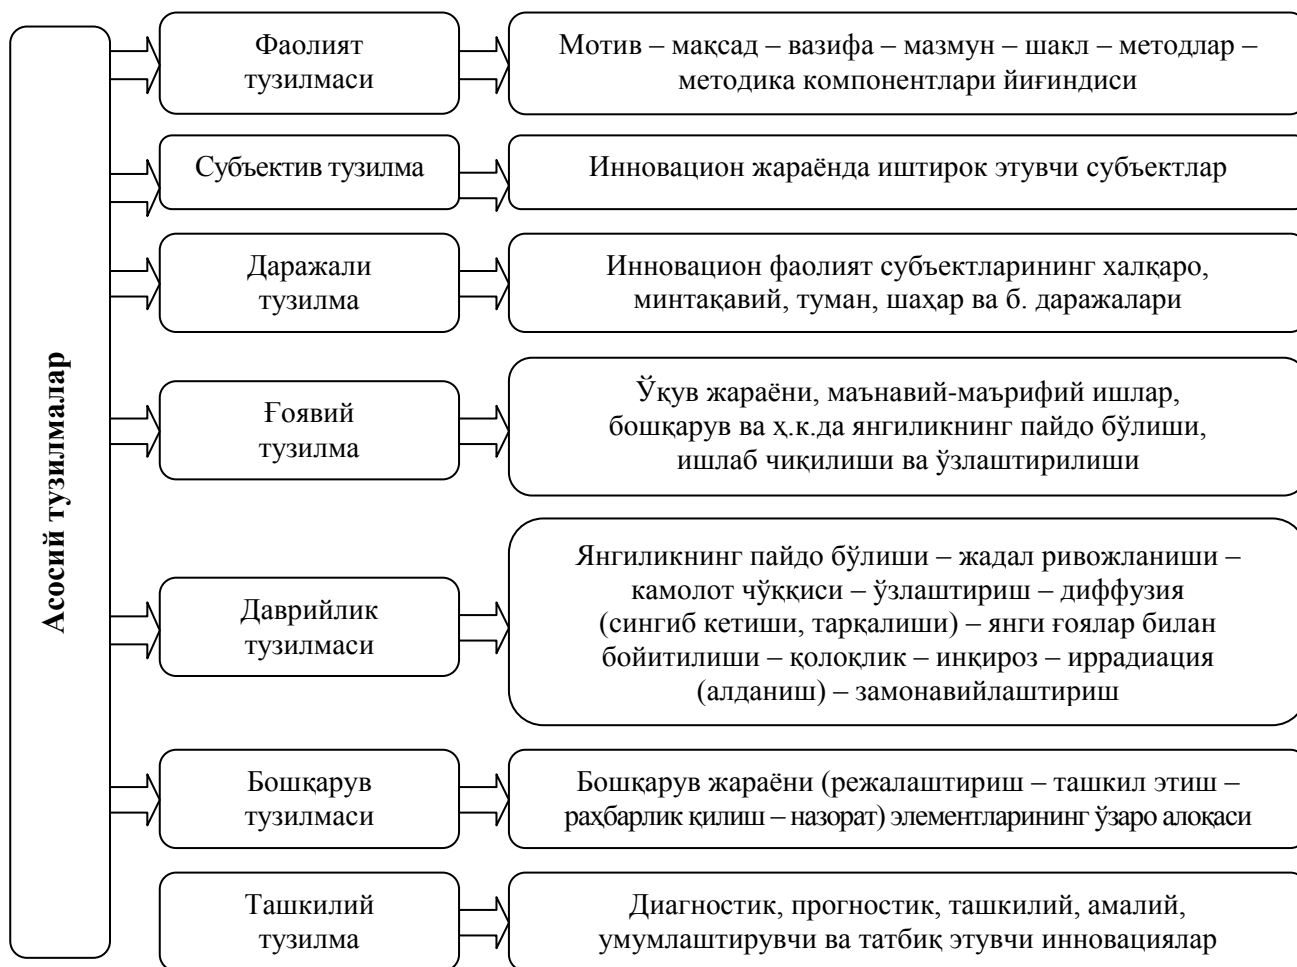 Асосий тузилмалар
Фаолият
тузилмаси
Мотив – мақсад – вазифа – мазмун – шакл – методлар –
методика компонентлари йиғиндиси
Субъектив тузилма
Инновацион жараёнда иштирок этувчи субъектлар
Даражали
тузилма
Инновацион фаолият субъектларининг халқаро,
минтақавий, туман, шаҳар ва б. даражалари
Ғоявий
тузилма
Ўқув жараёни, маънавий-маърифий ишлар,
бошқарув ва ҳ.к.да янгиликнинг пайдо бўлиши,
ишлаб чиқилиши ва ўзлаштирилиши
Даврийлик
тузилмаси
Янгиликнинг пайдо бўлиши – жадал ривожланиши –
камолот чўққиси – ўзлаштириш – диффузия
(сингиб кетиши, тарқалиши) – янги ғоялар билан
бойитилиши – қолоқлик – инқироз – иррадиация
(алданиш) – замонавийлаштириш
Бошқарув
тузилмаси
Бошқарув жараёни (режалаштириш – ташкил этиш –
раҳбарлик қилиш – назорат) элементларининг ўзаро алоқаси
Ташкилий
тузилма
Диагностик, прогностик, ташкилий, амалий,
умумлаштирувчи ва татбиқ этувчи инновациялар